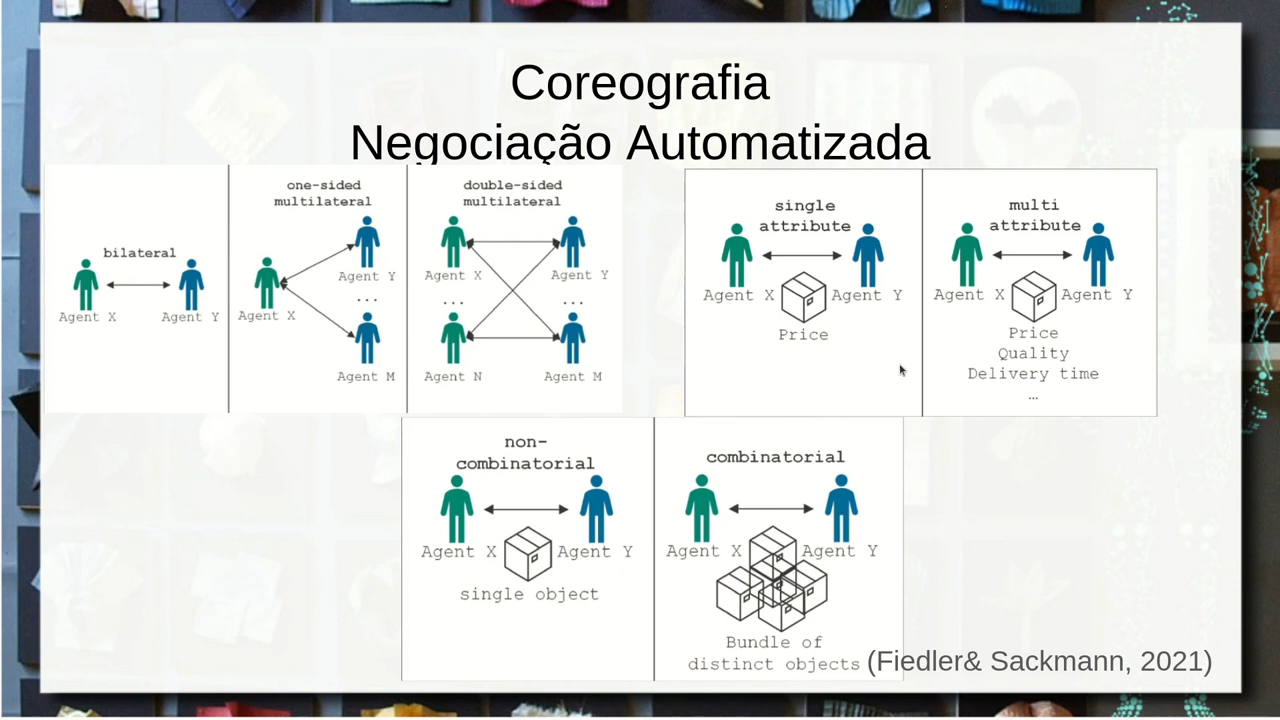 Coreografia
Negociação Automatizada
bilateral
Agent X
Agent Y
one-sided
multilateral
Agent X
Agent Y
...
Agent M
double-sided
multilateral
Agent X
Agent Y
...
...
Agent N
Agent M
single
attribute
Agent X
Agent Y
Price
multi
attribute
Agent X
Agent Y
Price
Quality
Delivery time
...
non-
combinatorial
Agent X
Agent Y
single object
combinatorial
Agent X
Agent Y
Bundle of
distinct objects
(Fiedler& Sackmann, 2021)